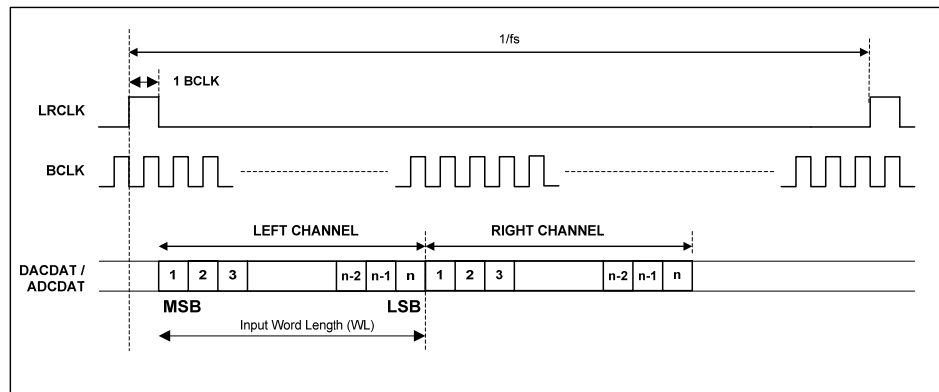 1/fs
1 BCLK
LRCLK
BCLK
LEFT CHANNEL RIGHT CHANNEL
DACDAT /
ADCDAT
1 2 3 n-2 n-1 n 1 2 3 n-2 n-1 n
MSB LSB
Input Word Length (WL)